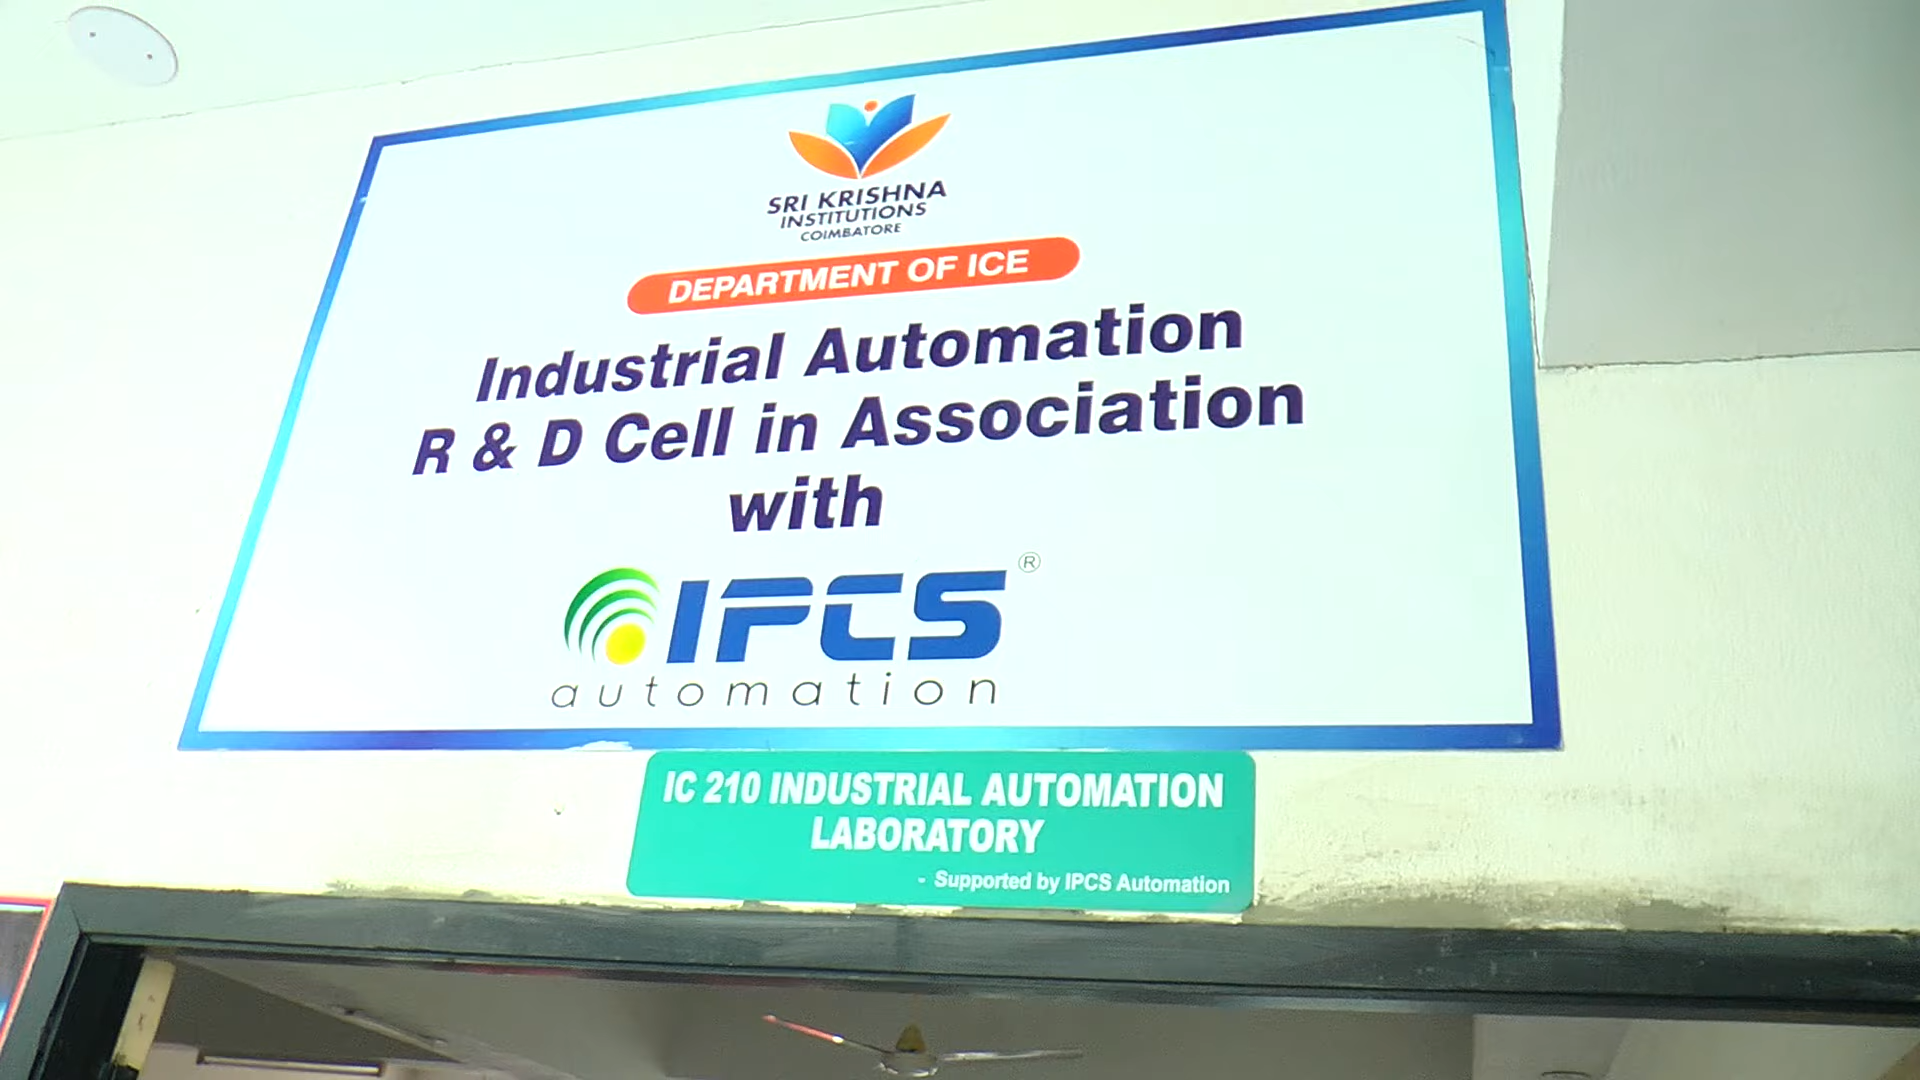 SRI KRISHNA
INSTITUTIONS
COIMBATORE
DEPARTMENT OF ICE
Industrial Automation
R & D Cell in Association
with
IPCS ®
automation
IC 210 INDUSTRIAL AUTOMATION
LABORATORY
- Supported by IPCS Automation